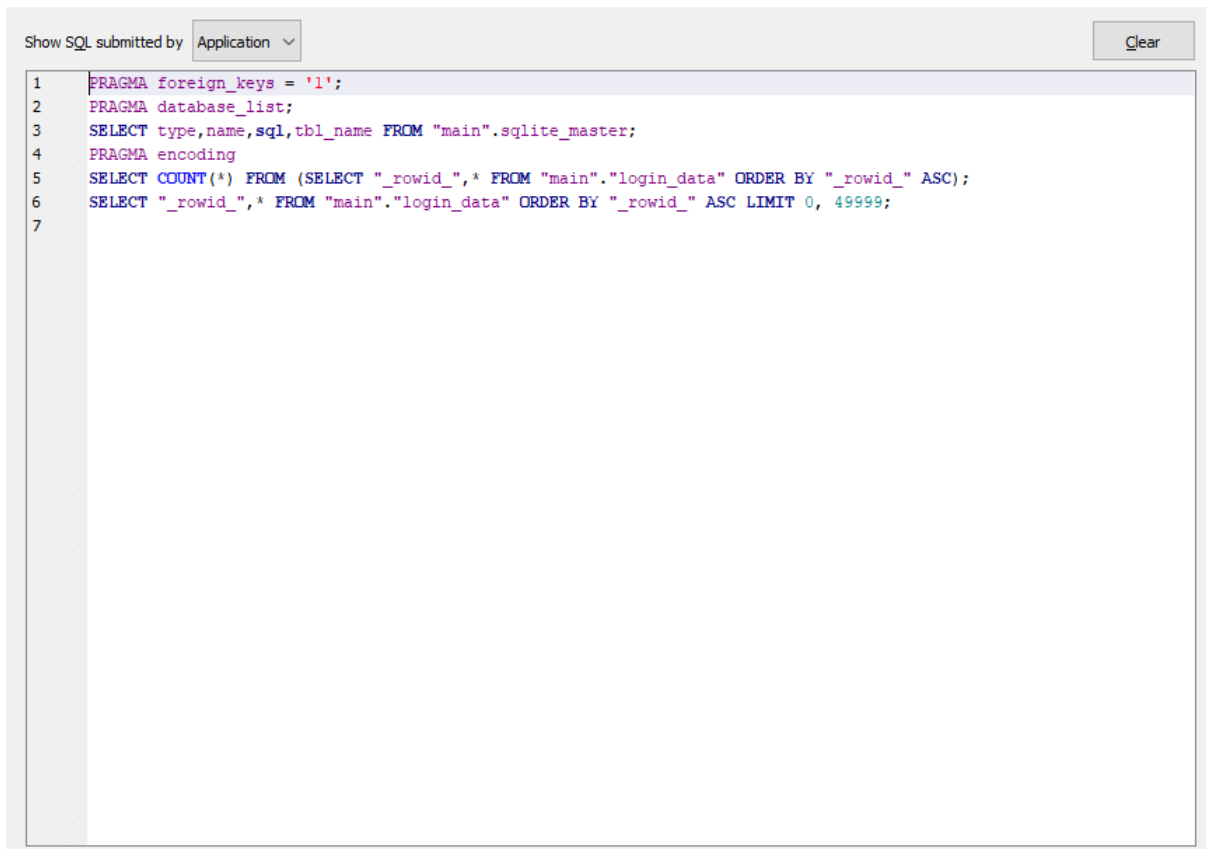 Show SQL submitted by Application Clear
1 PRAGMA foreign_keys = '1';
2 PRAGMA database_list;
3 SELECT type,name,sql,tbl_name FROM "main".sqlite_master;
4 PRAGMA encoding
5 SELECT COUNT(*) FROM (SELECT "_rowid_",* FROM "main"."login_data" ORDER BY "_rowid_" ASC);
6 SELECT "_rowid_",* FROM "main"."login_data" ORDER BY "_rowid_" ASC LIMIT 0, 49999;
7